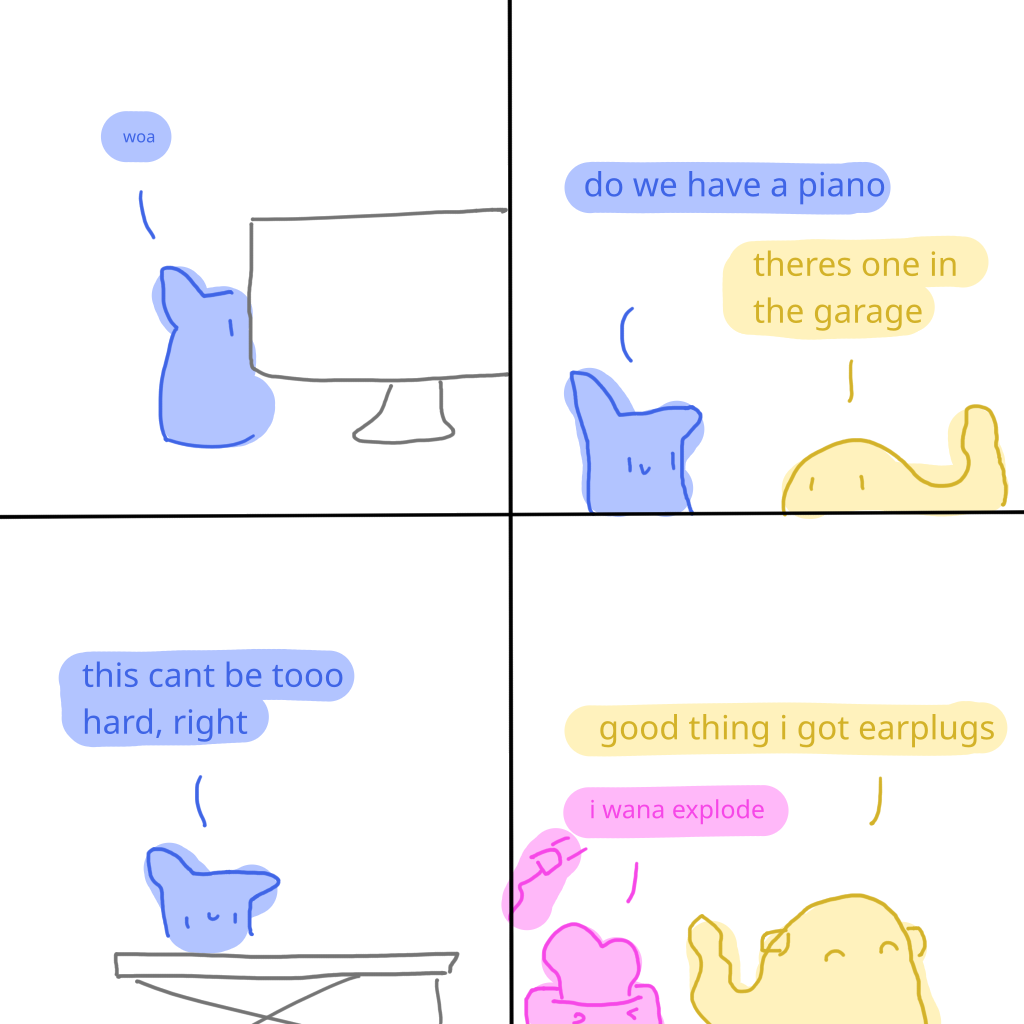 woa
do we have a piano
theres one in
the garage
this cant be tooo
hard, right
good thing i got earplugs
i wana explode